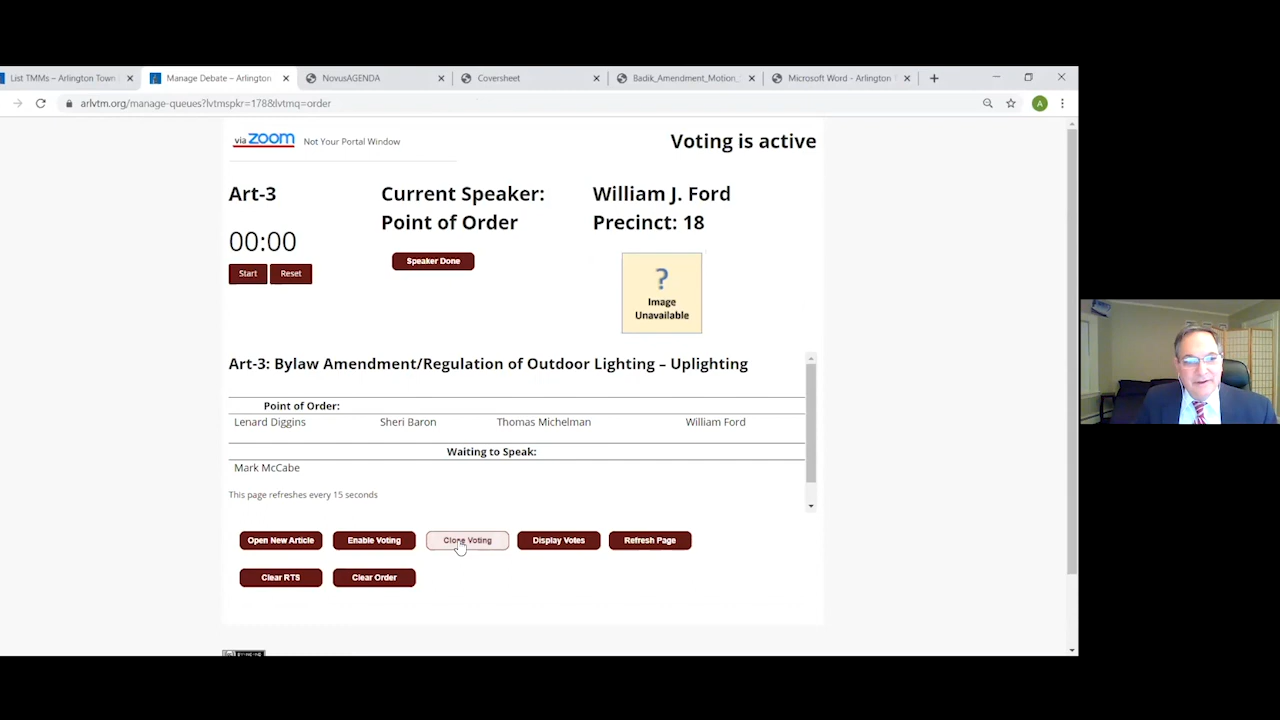 List TMMs – Arlington Town
Manage Debate – Arlington
NovusAGENDA
Coversheet
Badik_Amendment_Motion_
Microsoft Word - Arlington
arlvtm.org/manage-queues?lvtmspkr=178&lvtmq=order
A
via zoom Not Your Portal Window
Voting is active
Art-3
Current Speaker:
William J. Ford
Point of Order
Precinct: 18
00:00
Speaker Done
Start
Reset
?
Image
Unavailable
Art-3: Bylaw Amendment/Regulation of Outdoor Lighting – Uplighting
Point of Order:
Lenard Diggins Sheri Baron Thomas Michelman William Ford
Waiting to Speak:
Mark McCabe
This page refreshes every 15 seconds
Open New Article Enable Voting Close Voting Display Votes Refresh Page
Clear RTS Clear Order